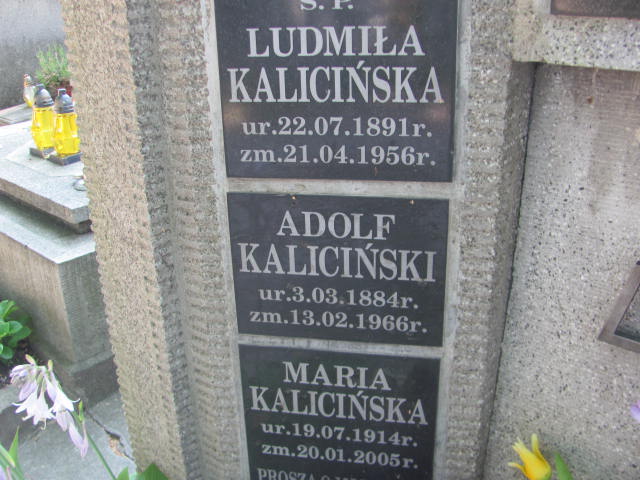 Ś. P.
LUDMIŁA
KALICIŃSKA
ur.22.07.1891r.
zm.21.04.1956r.
ADOLF
KALICIŃSKI
ur.3.03.1884r.
zm.13.02.1966r.
MARIA
KALICIŃSKA
ur.19.07.1914r.
zm.20.01.2005r.